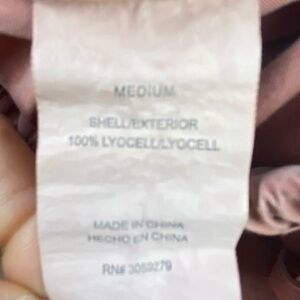 MEDIUM
SHELL/EXTERIOR
100% LYOCELL/LYOCELL
MADE IN CHINA
HECHO EN CHINA
RN# 3059279